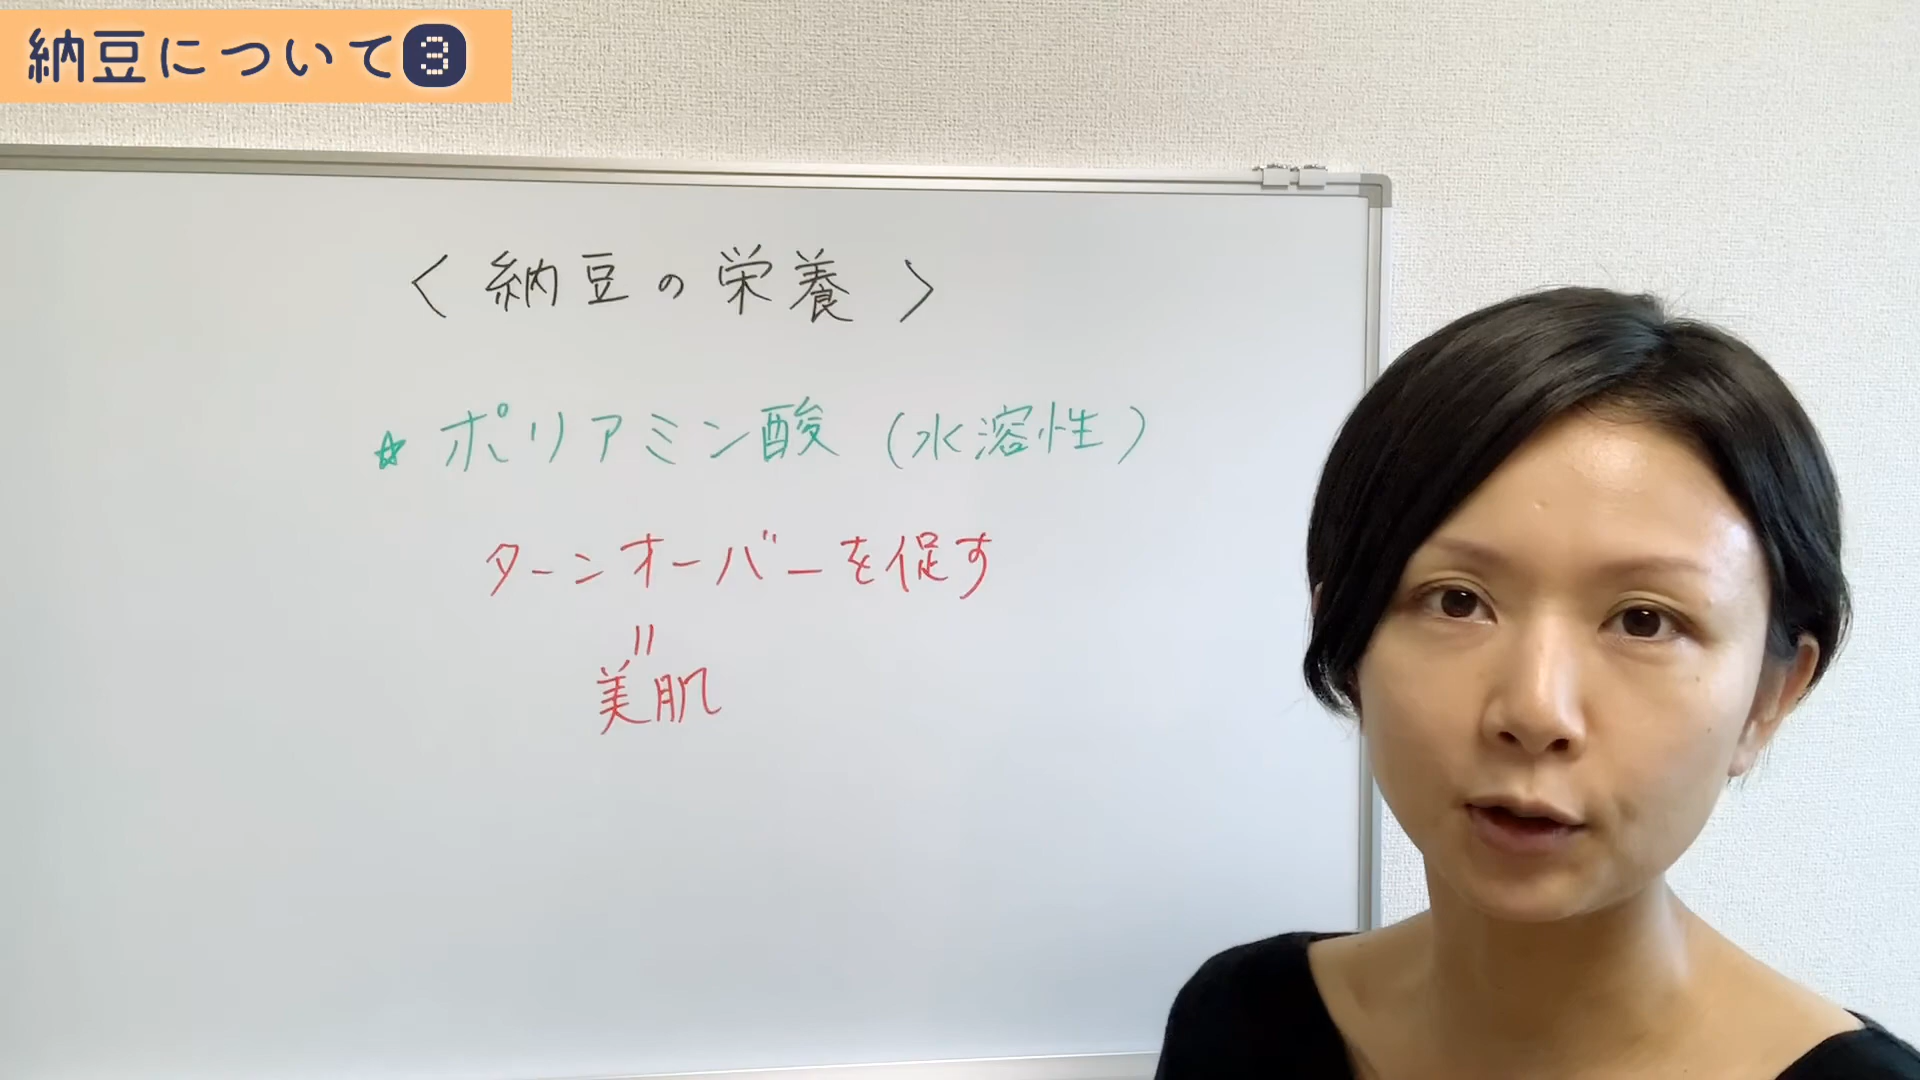 納豆について3
〈 納豆の栄養 〉
☆ ポリアミン酸 (水溶性)
ターンオーバーを促す
||
美肌